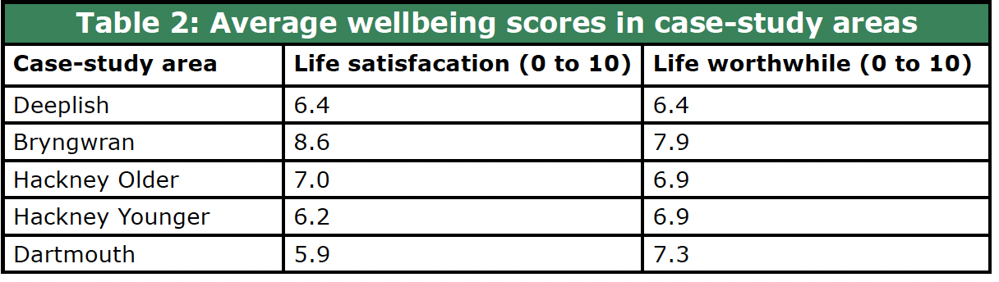 Table 2: Average wellbeing scores in case-study areas
Case-study area Life satisfacation (0 to 10) Life worthwhile (0 to 10)
Deeplish 6.4 6.4
Bryngwran 8.6 7.9
Hackney Older 7.0 6.9
Hackney Younger 6.2 6.9
Dartmouth 5.9 7.3